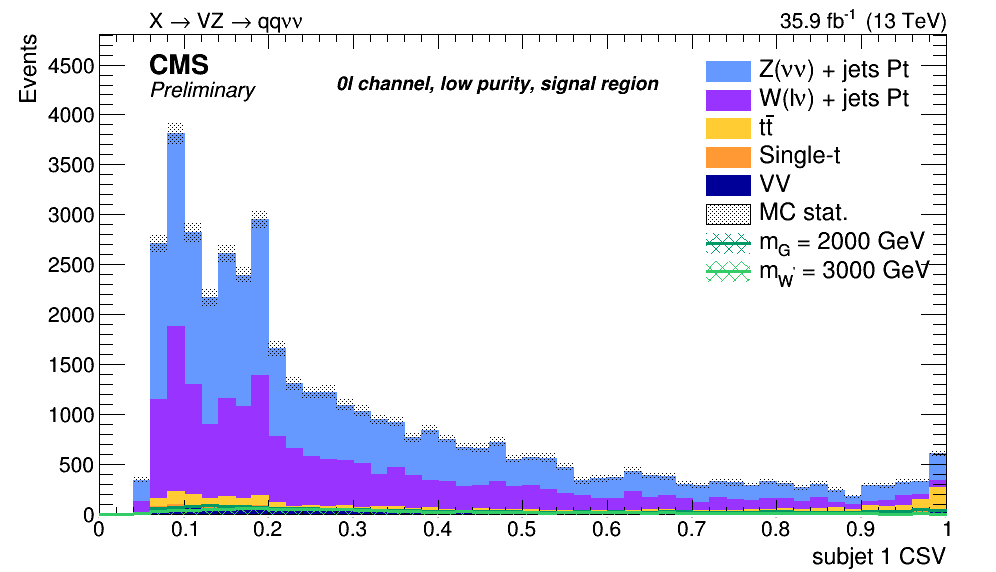 X → VZ → qqνν
35.9 fb⁻¹ (13 TeV)
Events
CMS
Preliminary
0l channel, low purity, signal region
Z(νν) + jets Pt
W(lν) + jets Pt
tt̄
Single-t
VV
MC stat.
m_G = 2000 GeV
m_W' = 3000 GeV
4500
4000
3500
3000
2500
2000
1500
1000
500
0
0 0.1 0.2 0.3 0.4 0.5 0.6 0.7 0.8 0.9 1
subjet 1 CSV